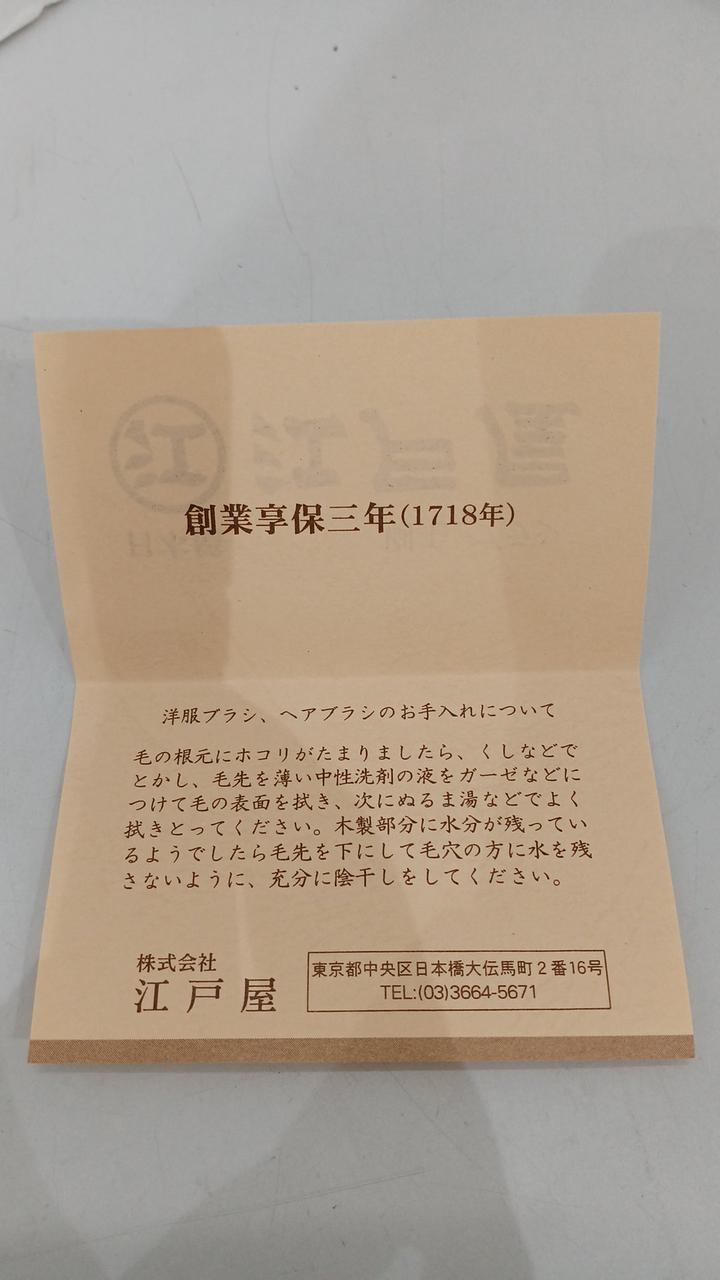 創業享保三年(1718年)
洋服ブラシ、ヘアブラシのお手入れについて
毛の根元にホコリがたまりましたら、くしなどで
とかし、毛先を薄い中性洗剤の液をガーゼなどに
つけて毛の表面を拭き、次にぬるま湯などでよく
拭きとってください。木製部分に水分が残ってい
るようでしたら毛先を下にして毛穴の方に水を残
さないように、充分に陰干しをしてください。
株式会社
江戸屋
東京都中央区日本橋大伝馬町2番16号
TEL:(03)3664-5671